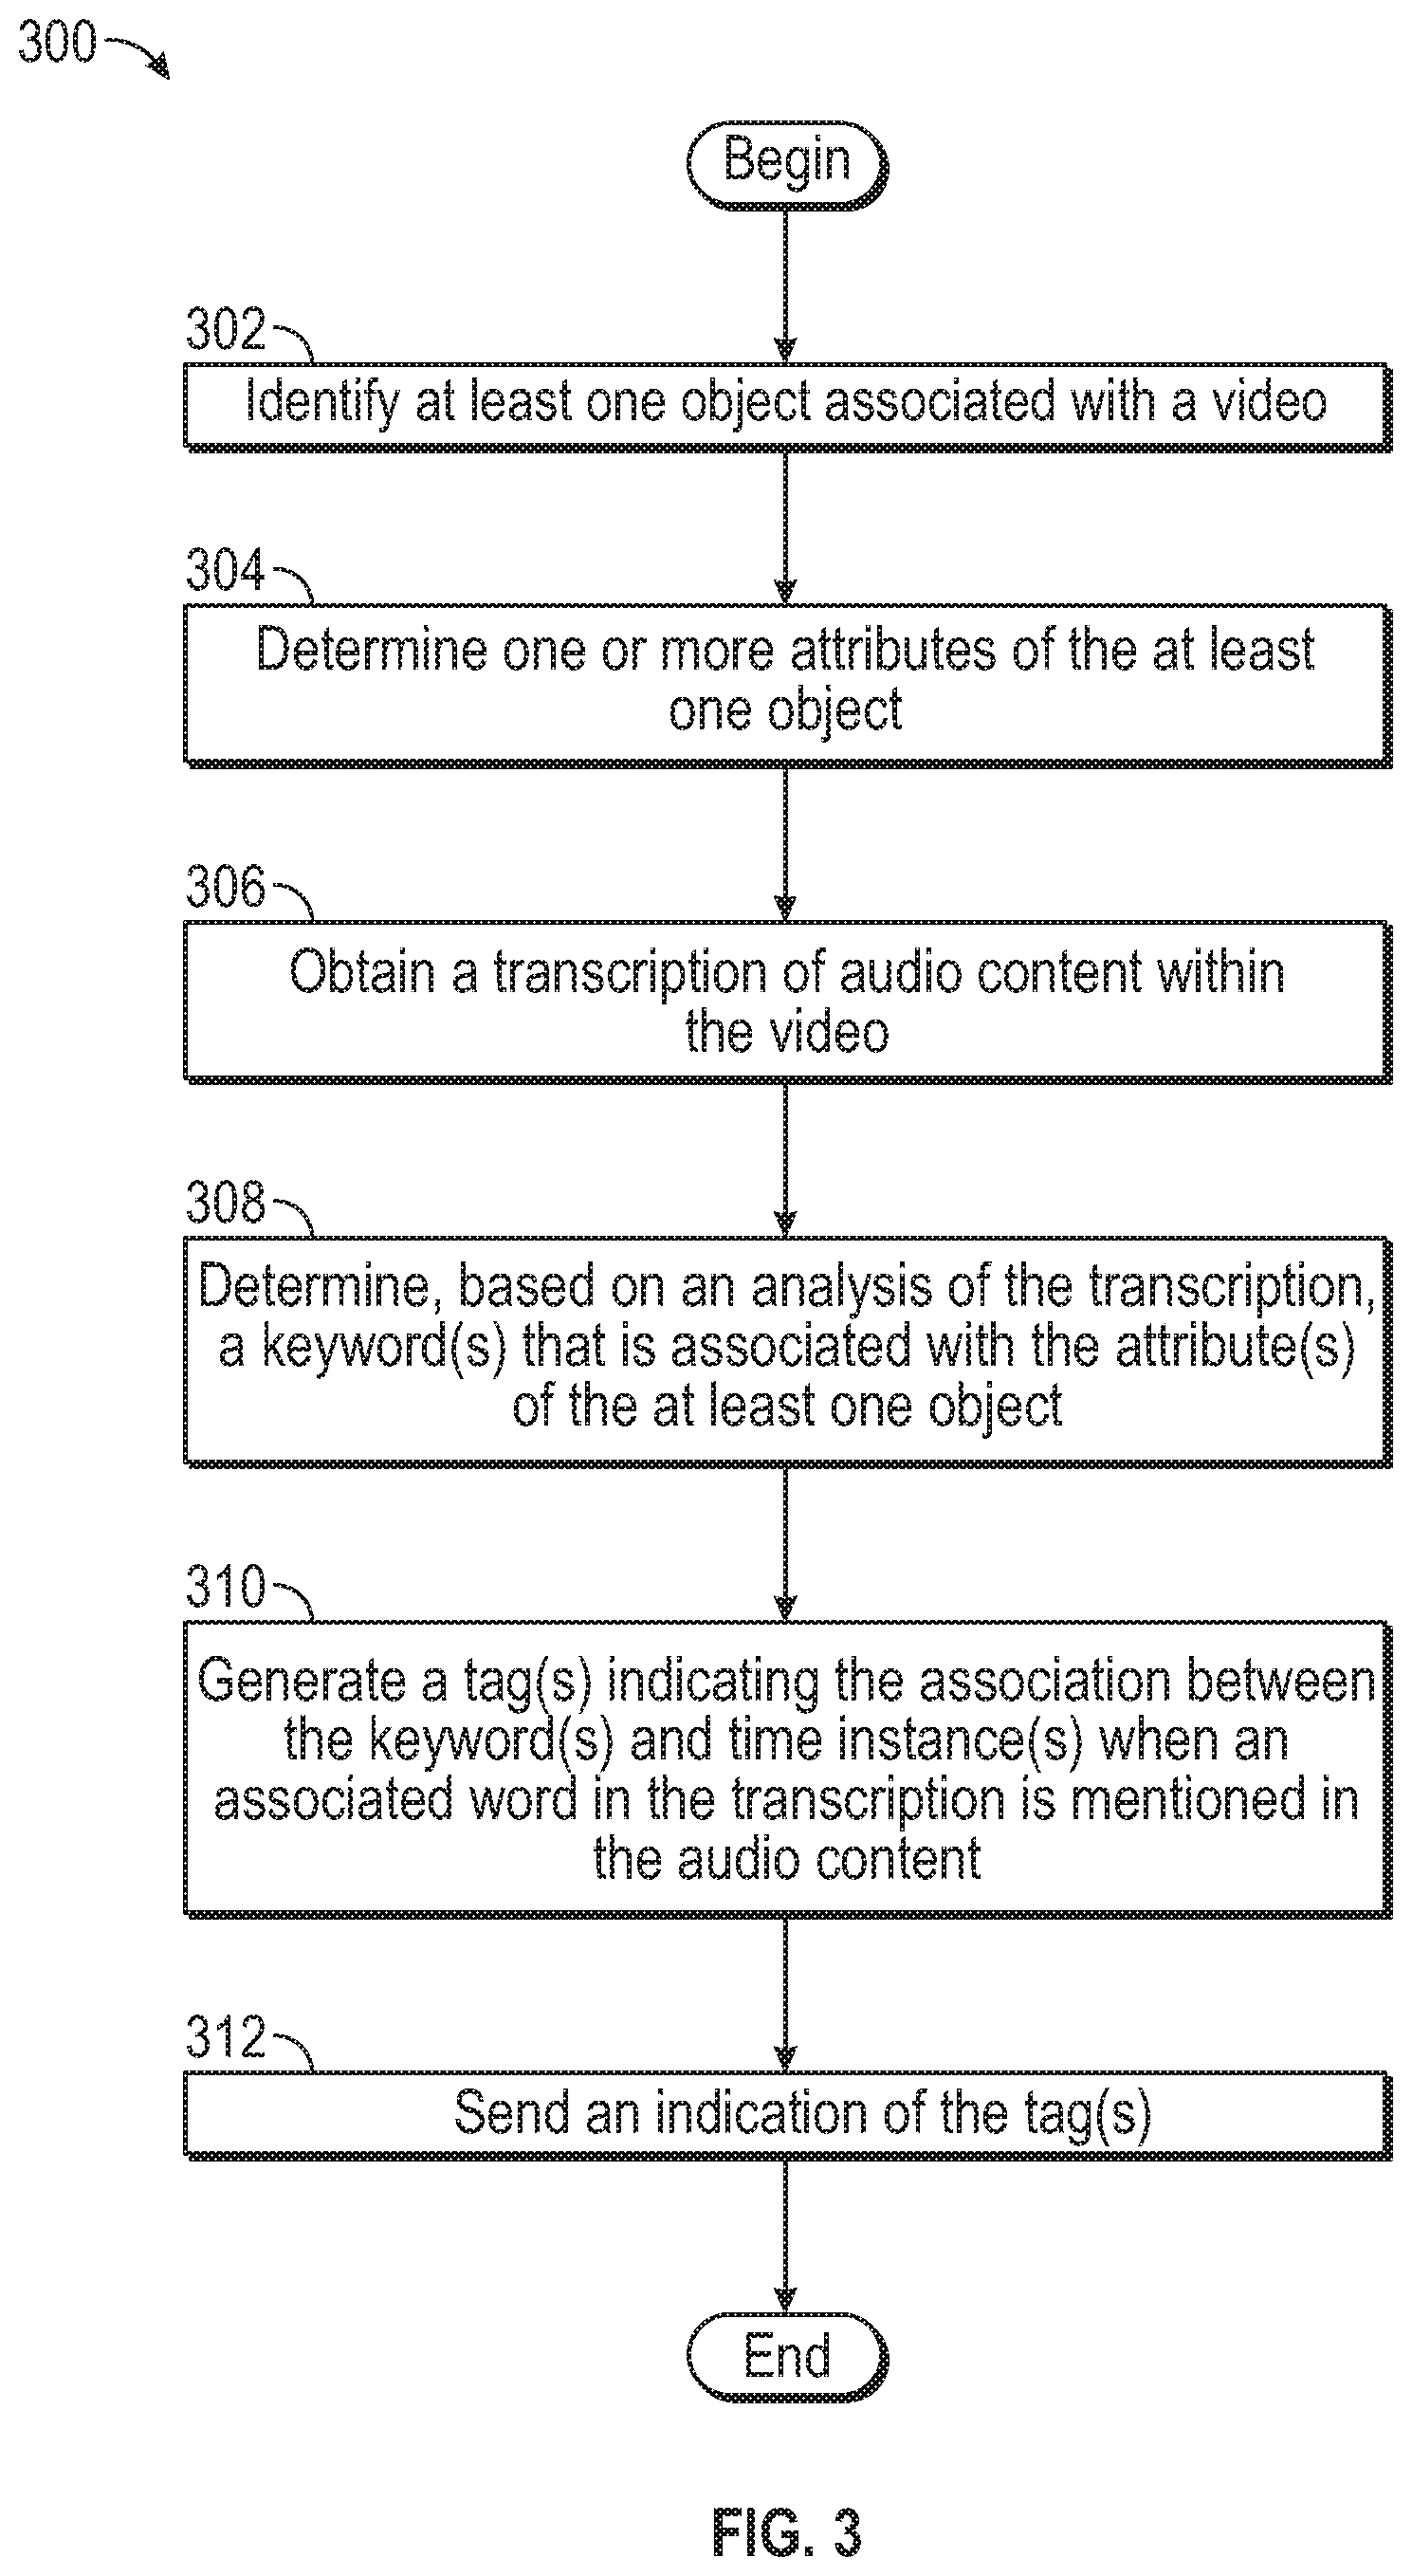 300
Begin
302
Identify at least one object associated with a video
304
Determine one or more attributes of the at least
one object
306
Obtain a transcription of audio content within
the video
308
Determine, based on an analysis of the transcription,
a keyword(s) that is associated with the attribute(s)
of the at least one object
310
Generate a tag(s) indicating the association between
the keyword(s) and time instance(s) when an
associated word in the transcription is mentioned in
the audio content
312
Send an indication of the tag(s)
End
FIG. 3